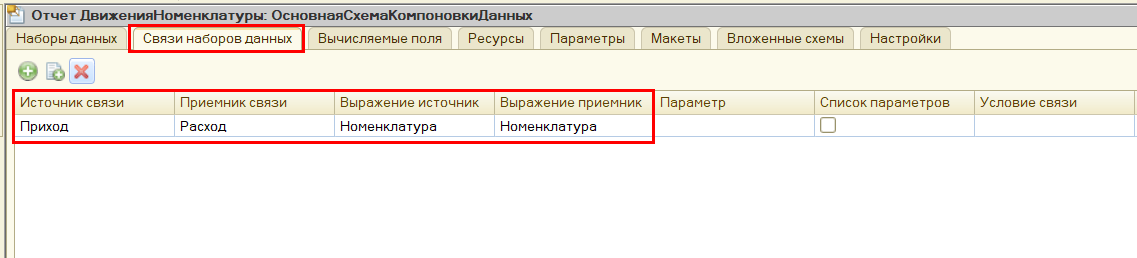 Отчет ДвиженияНоменклатуры: ОсновнаяСхемаКомпоновкиДанных
Наборы данных Связи наборов данных Вычисляемые поля Ресурсы Параметры Макеты Вложенные схемы Настройки
Источник связи Приемник связи Выражение источник Выражение приемник Параметр Список параметров Условие связи
Приход Расход Номенклатура Номенклатура